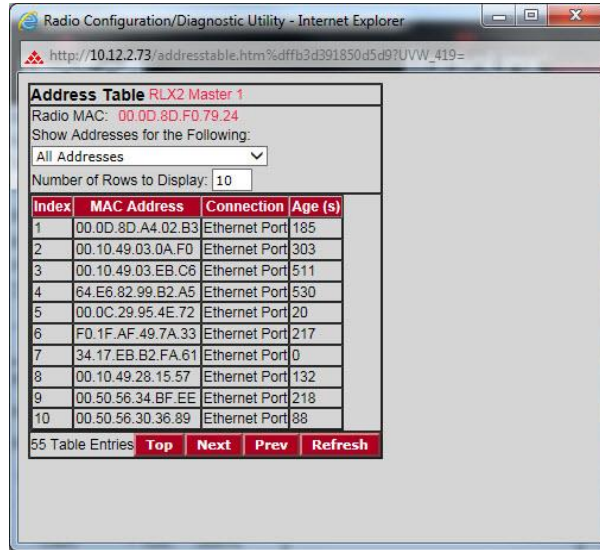 Radio Configuration/Diagnostic Utility - Internet Explorer
http://10.12.2.73/addresstable.htm%dffb3d391850d5d9?UVW_419=
Address Table RLX2 Master 1
Radio MAC: 00.0D.8D.F0.79.24
Show Addresses for the Following:
All Addresses
Number of Rows to Display: 10
Index MAC Address Connection Age (s)
1 00.0D.8D.A4.02.B3 Ethernet Port 185
2 00.10.49.03.0A.F0 Ethernet Port 303
3 00.10.49.03.EB.C6 Ethernet Port 511
4 64.E6.82.99.B2.A5 Ethernet Port 530
5 00.0C.29.95.4E.72 Ethernet Port 20
6 F0.1F.AF.49.7A.33 Ethernet Port 217
7 34.17.EB.B2.FA.61 Ethernet Port 0
8 00.10.49.28.15.57 Ethernet Port 132
9 00.50.56.34.BF.EE Ethernet Port 218
10 00.50.56.30.36.89 Ethernet Port 88
55 Table Entries Top Next Prev Refresh